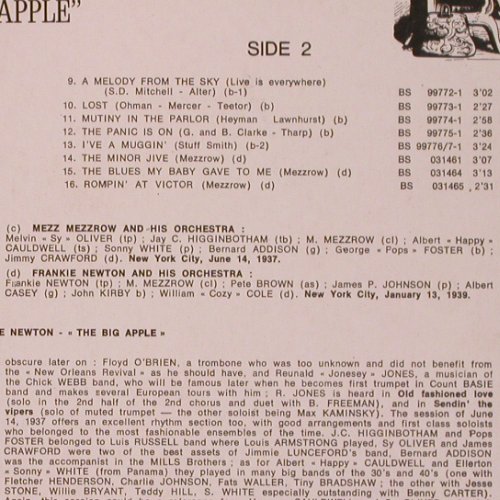 APPLE"
SIDE 2
9. A MELODY FROM THE SKY (Live is everywhere)
(S.D. Mitchell - Alter) (b-1) BS 99772-1 3'02
10. LOST (Ohman - Mercer - Teetor) (b) BS 99773-1 2'27
11. MUTINY IN THE PARLOR (Heyman - Lawnhurst) (b) BS 99774-1 2'58
12. THE PANIC IS ON (G. and B. Clarke - Tharp) (b) BS 99775-1 2'36
13. I'VE A MUGGIN' (Stuff Smith) (b-2) BS 99776/7-1 3'24
14. THE MINOR JIVE (Mezzrow) (d) BS 031461 3'07
15. THE BLUES MY BABY GAVE TO ME (Mezzrow) (d) BS 031464 3'13
16. ROMPIN' AT VICTOR (Mezzrow) (d) BS 031465 2'31
(c) MEZZ MEZZROW AND HIS ORCHESTRA :
Melvin « Sy » OLIVER (tp) ; Jay C. HIGGINBOTHAM (tb) ; M. MEZZROW (cl) ; Albert « Happy »
CAULDWELL (ts) ; Sonny WHITE (p) ; Bernard ADDISON (g) ; George « Pops » FOSTER (b) ;
Jimmy CRAWFORD (d). New York City, June 14, 1937.
(d) FRANKIE NEWTON AND HIS ORCHESTRA :
Frankie NEWTON (tp) ; M. MEZZROW (cl) ; Pete BROWN (as) ; James P. JOHNSON (p) ; Albert
CASEY (g) ; John KIRBY b) ; William « Cozy » COLE (d). New York City, January 13, 1939.
E NEWTON - « THE BIG APPLE »
obscure later on : Floyd O'BRIEN, a trombone who was too unknown and did not benefit from
the « New Orleans Revival » as he should have, and Reunald « Jonesey » JONES, a musician of
the Chick WEBB band, who will be famous later when he becomes first trumpet in Count BASIE
band and makes several European tours with him ; R. JONES is heard in Old fashioned love
(solo in the 2nd half of the 2nd chorus and duet with B. FREEMAN), and in Sendin' the
vipers (solo of muted trumpet — the other soloist being Max KAMINSKY). The session of June
14, 1937 offers an excellent rhythm section too, with good arrangements and first class soloists
who belonged to the most fashionable ensembles of the time. J.C. HIGGINBOTHAM and Pops
FOSTER belonged to Luis RUSSELL band where Louis ARMSTRONG played, Sy OLIVER and James
CRAWFORD were two of the best assets of Jimmie LUNCEFORD's band, Bernard ADDISON
was the accompanist in the MILLS Brothers ; as for Albert « Happy » CAULDWELL and Ellerton
« Sonny » WHITE (from Panama) they played in many big bands of the 30's and 40's (one with
Fletcher HENDERSON, Charlie JOHNSON, Fats WALLER, Tiny BRADSHAW ; the other with Jesse
STONE, Willie BRYANT, Teddy HILL, S. WHITE especially outstanding with Benny CARTER).